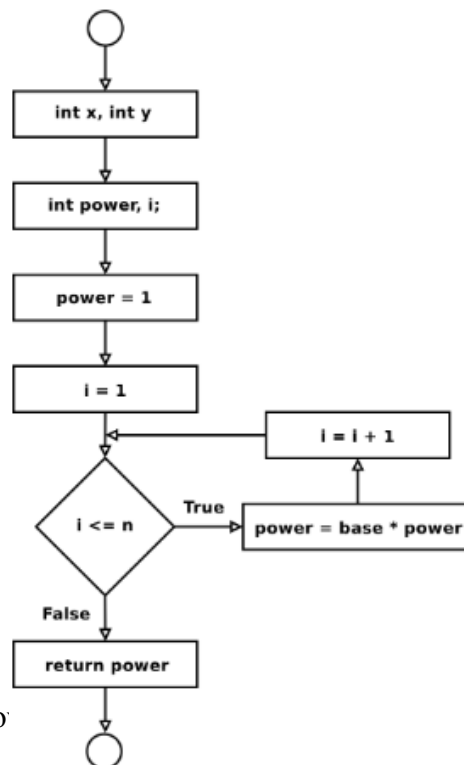 int x, int y
int power, i;
power = 1
i = 1
i = i + 1
i <= n
True
power = base * power
False
return power